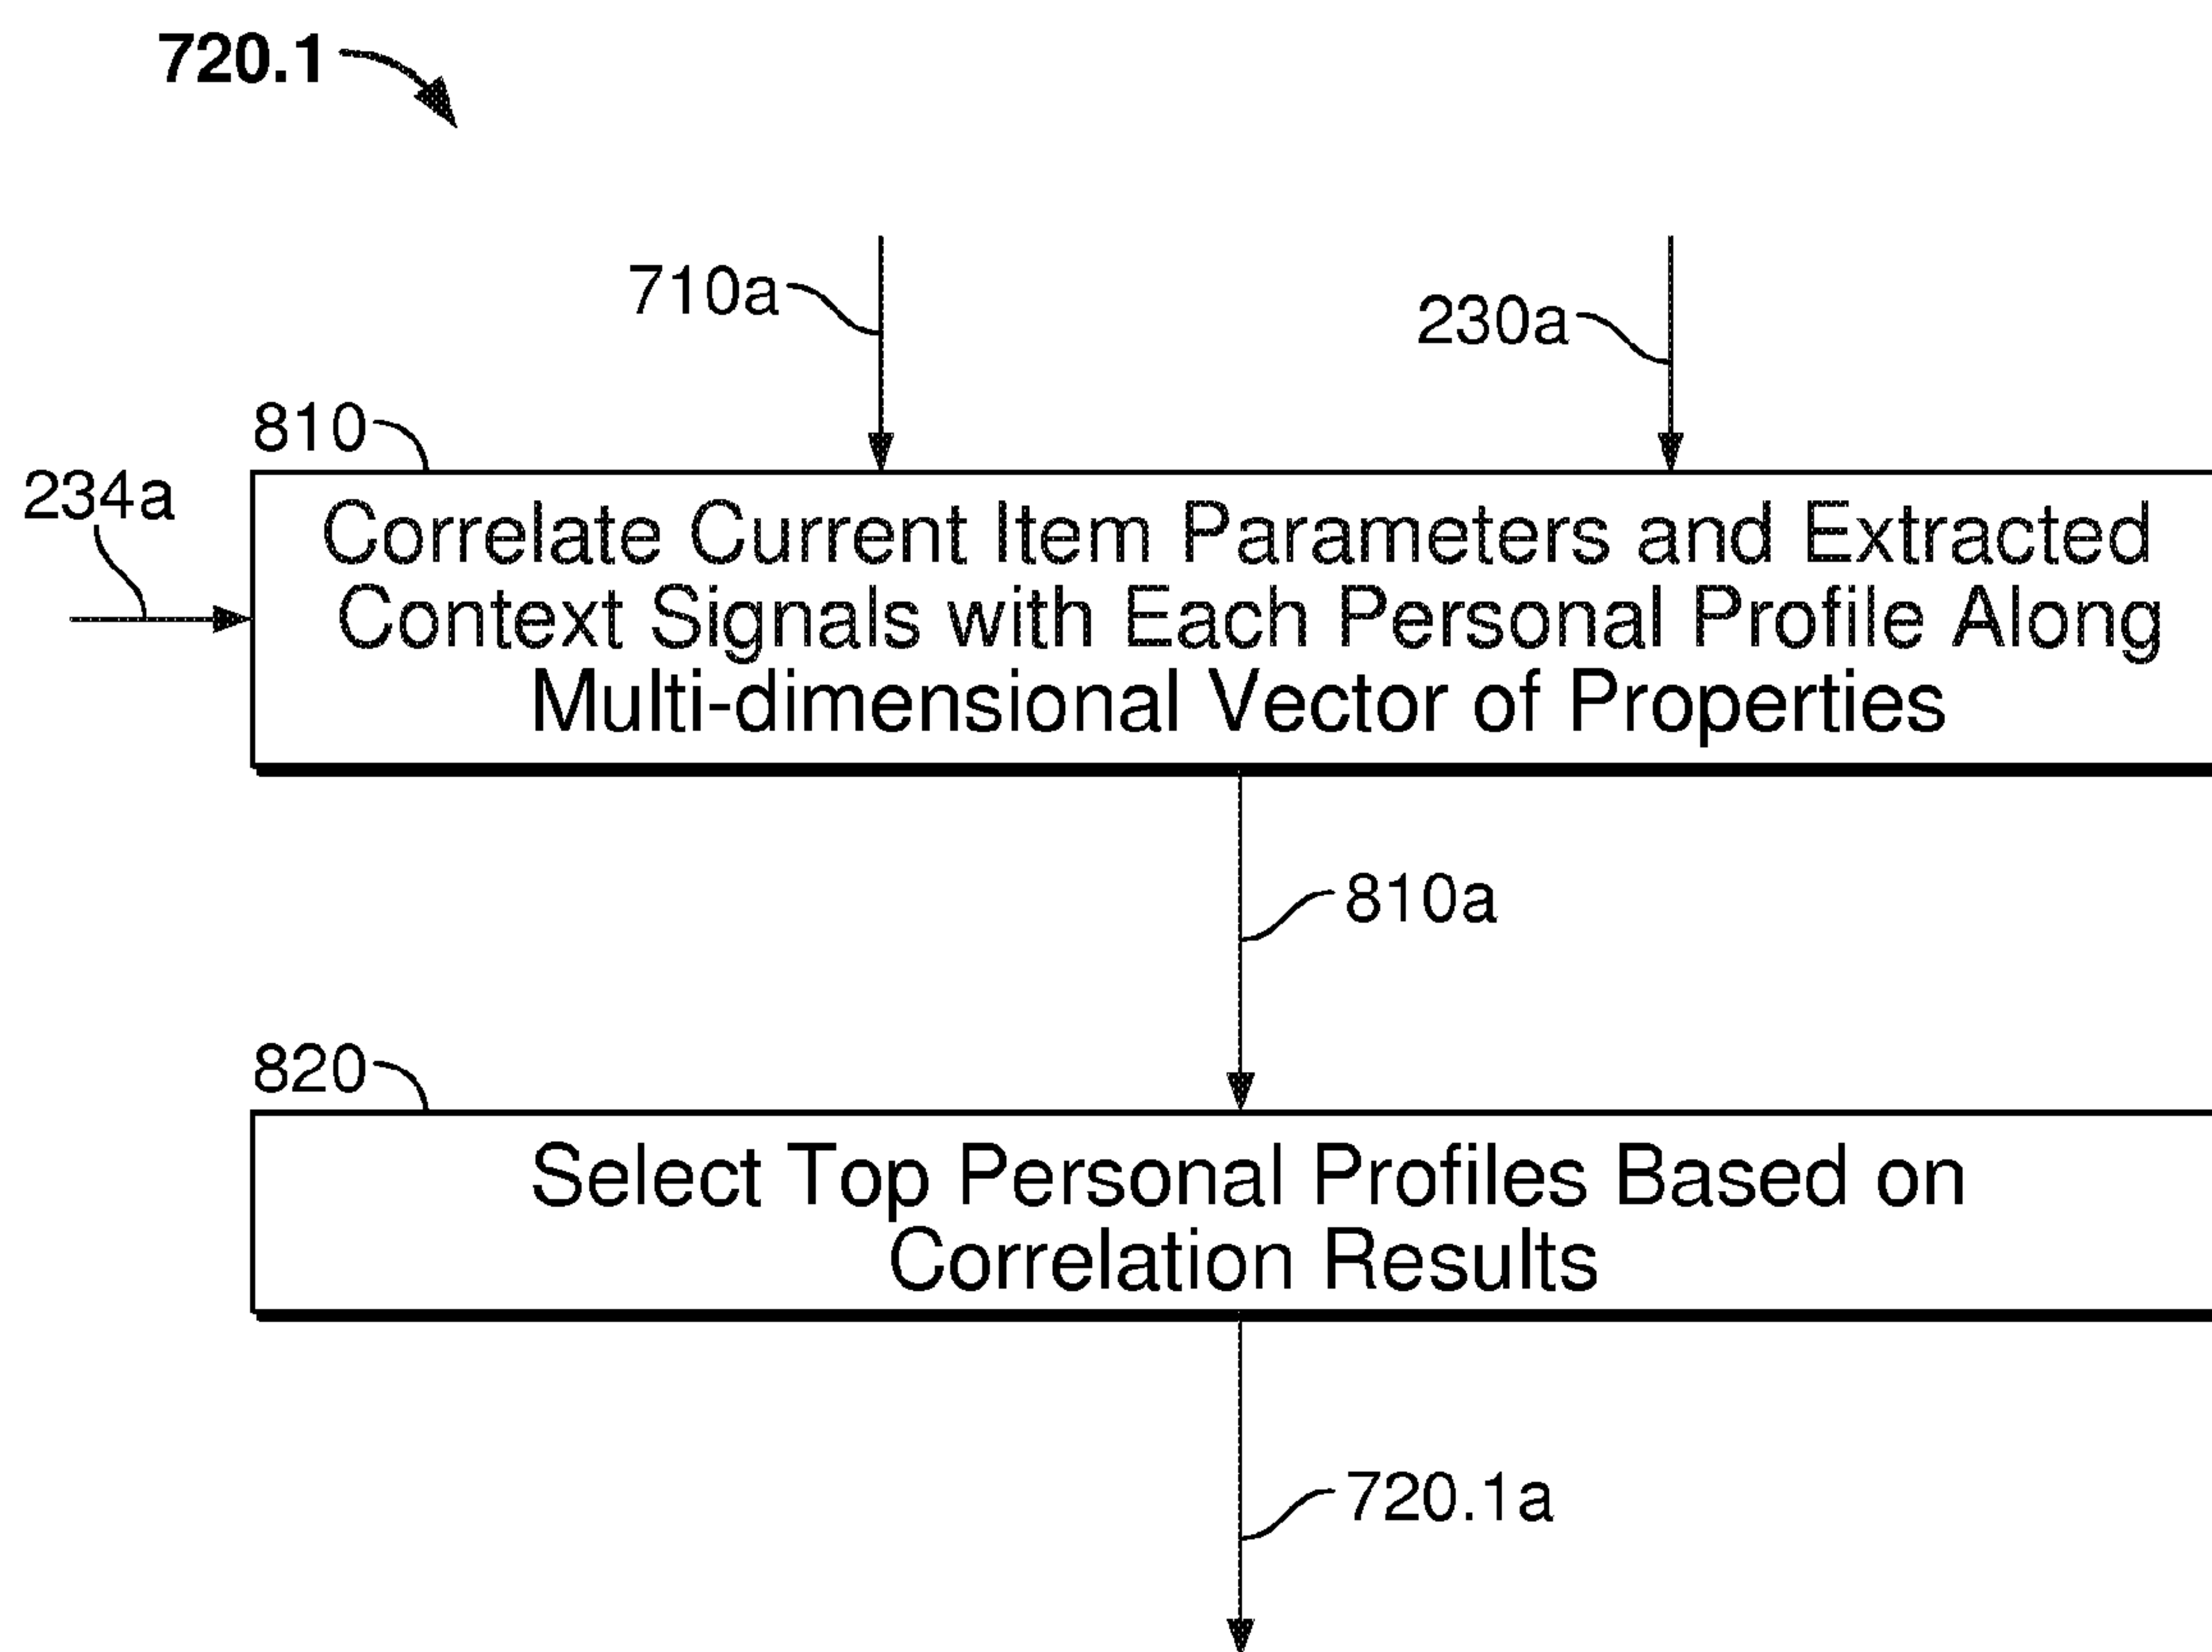 720.1
710a
230a
810
234a
Correlate Current Item Parameters and Extracted
Context Signals with Each Personal Profile Along
Multi-dimensional Vector of Properties
810a
820
Select Top Personal Profiles Based on
Correlation Results
720.1a